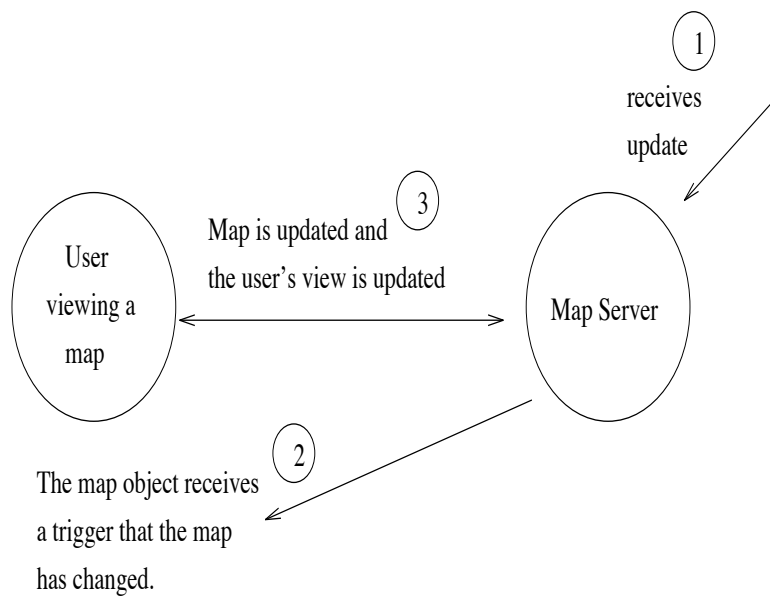 1
receives
update
3
Map is updated and
the user's view is updated
User
viewing a
map
Map Server
2
The map object receives
a trigger that the map
has changed.